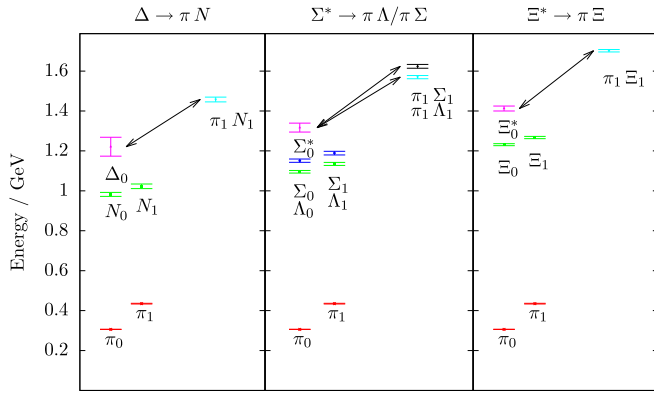 Δ → π N
Σ* → π Λ/π Σ
Ξ* → π Ξ
Energy / GeV
1.6
1.4
1.2
1
0.8
0.6
0.4
0.2
π₁ N₁
Δ₀
N₀
N₁
π₀
π₁
π₁ Σ₁
π₁ Λ₁
Σ₀*
Σ₀
Λ₀
Σ₁
Λ₁
π₀
π₁
π₁ Ξ₁
Ξ₀*
Ξ₀
Ξ₁
π₀
π₁